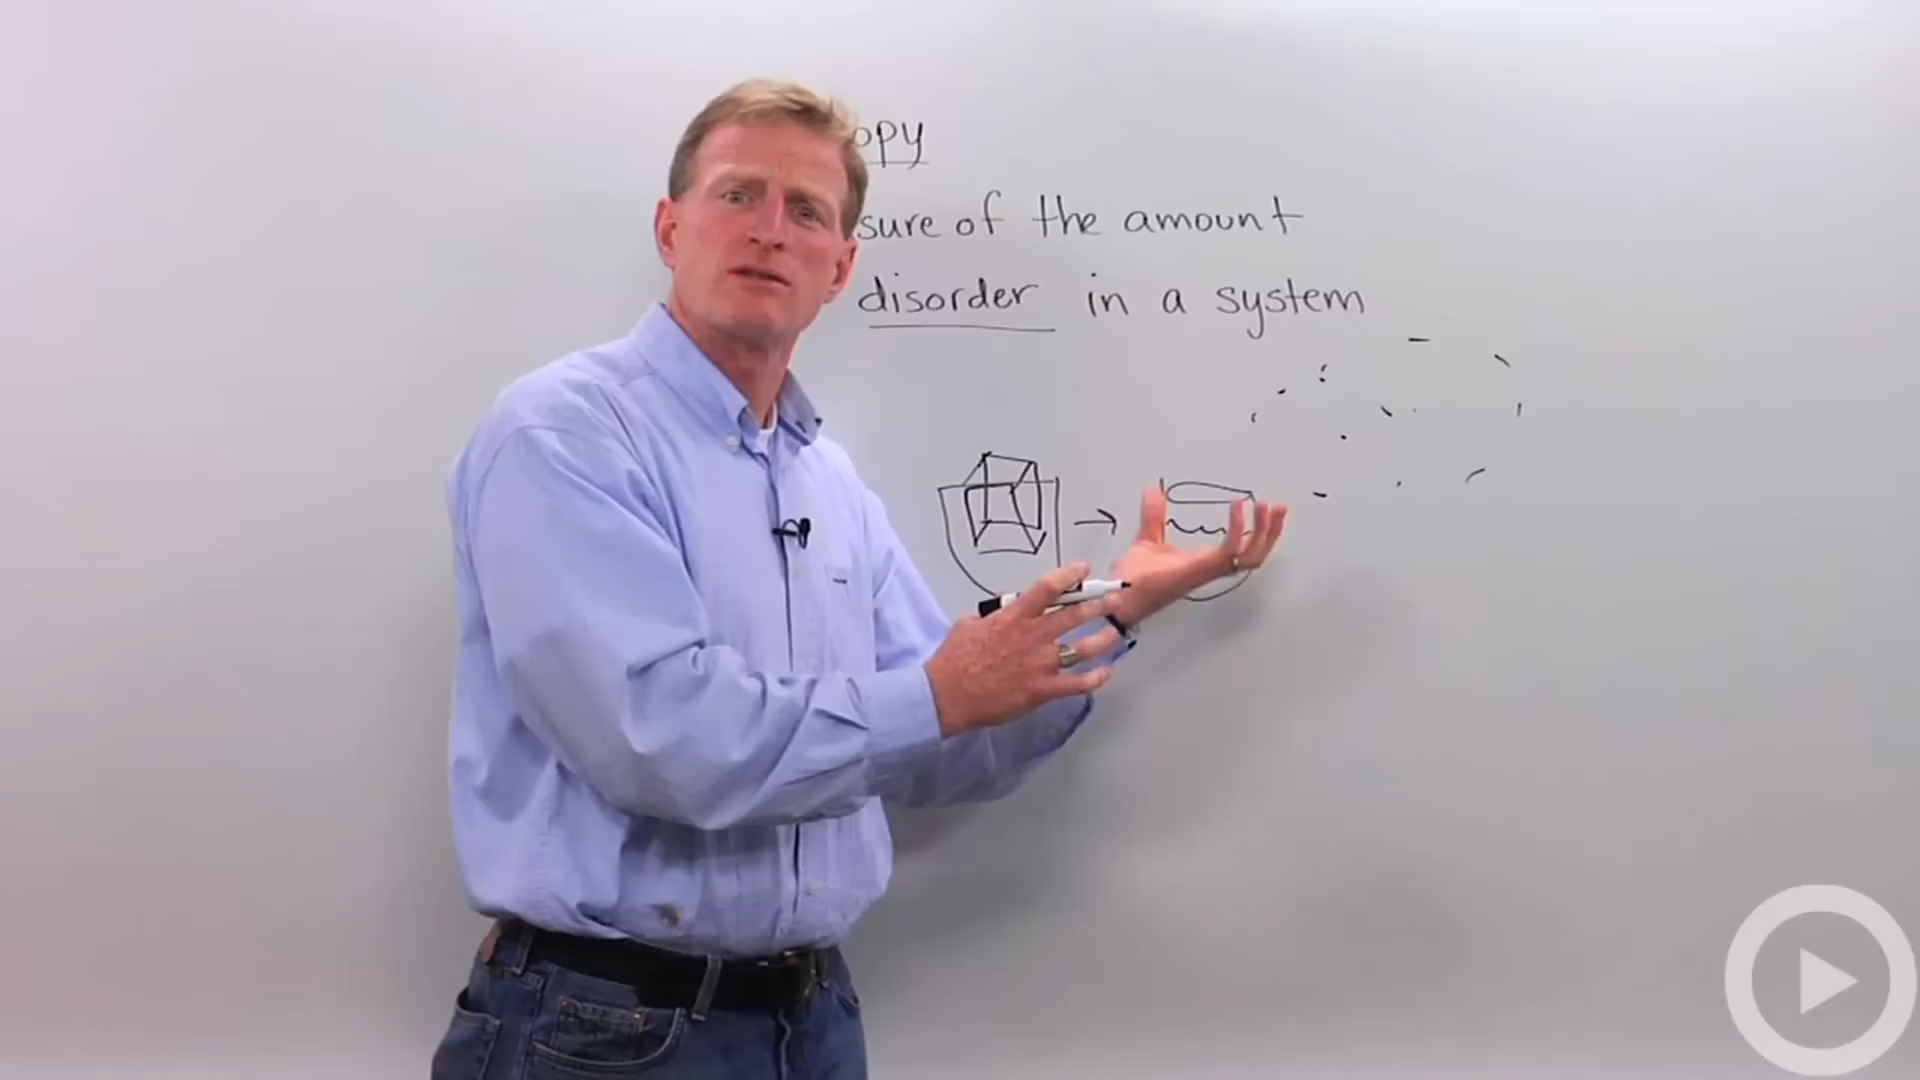 opy
sure of the amount
disorder in a system